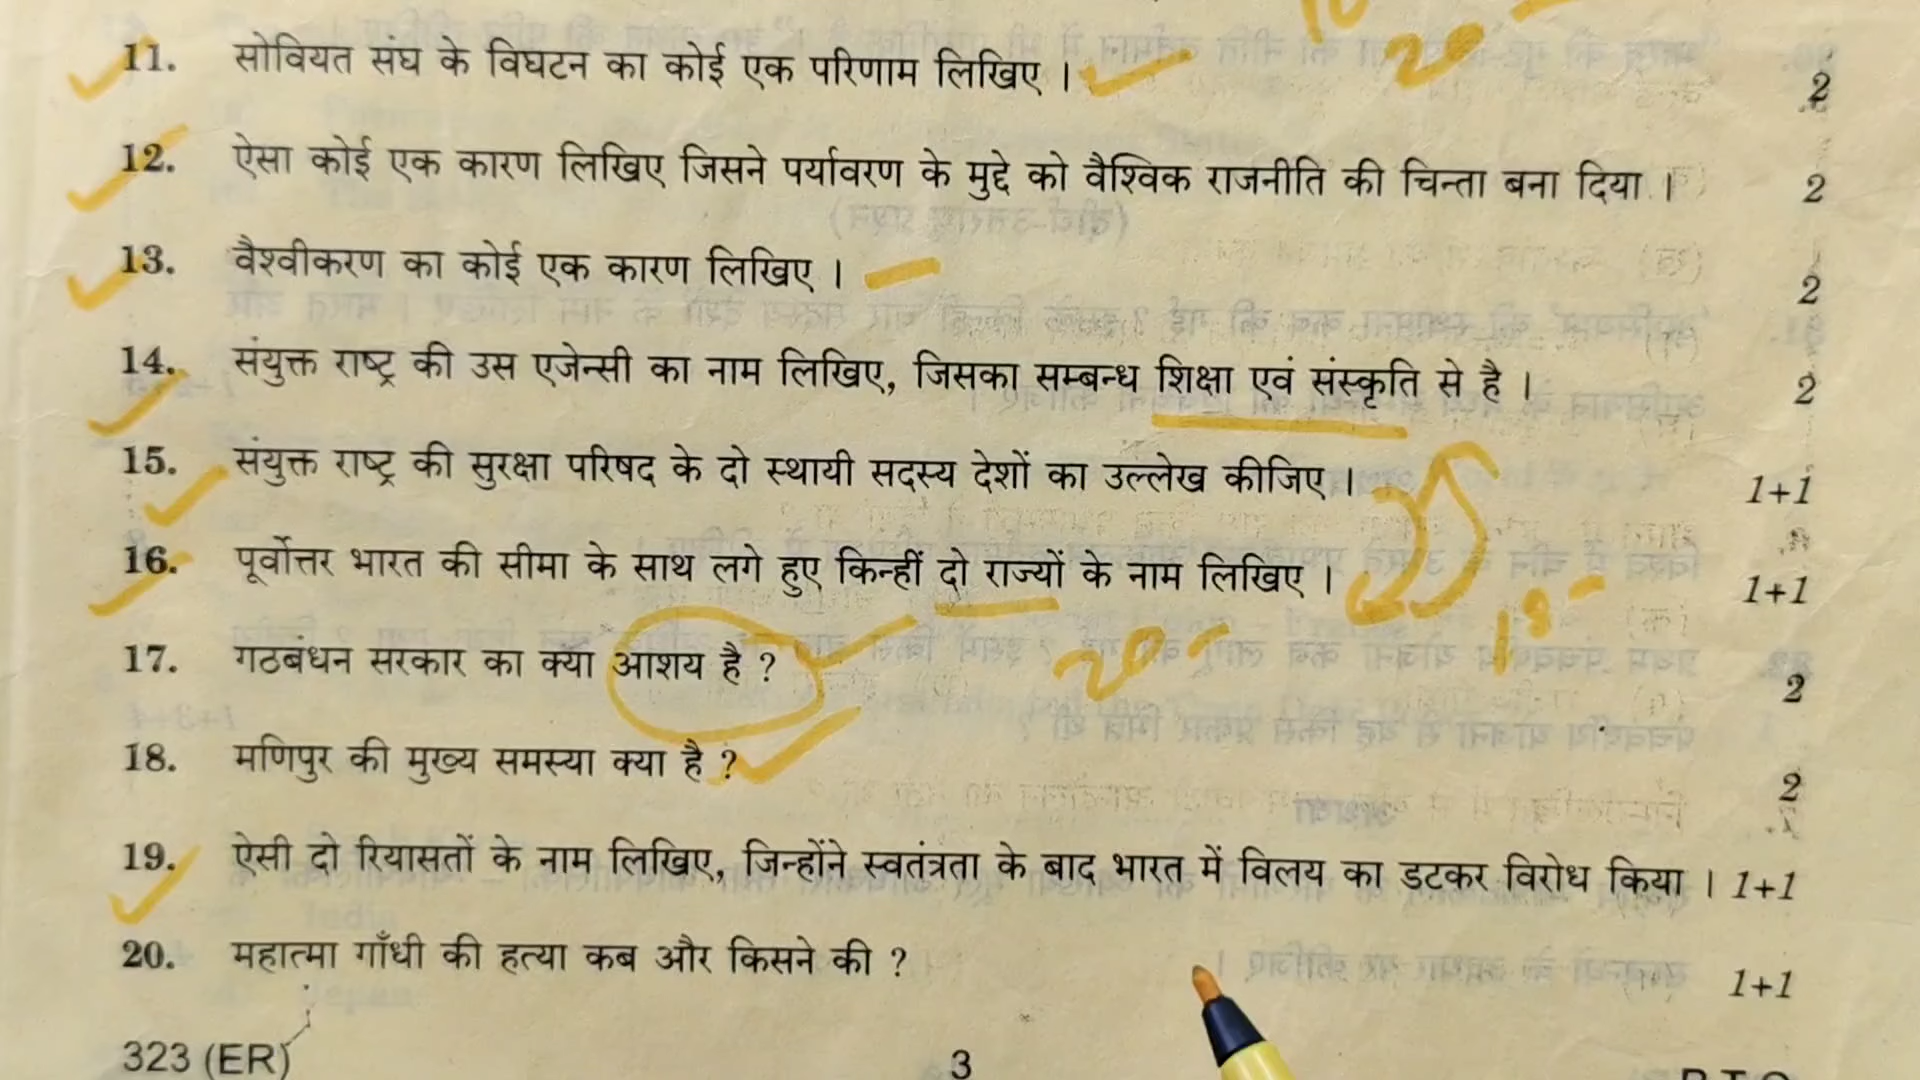 11. सोवियत संघ के विघटन का कोई एक परिणाम लिखिए । 2
12. ऐसा कोई एक कारण लिखिए जिसने पर्यावरण के मुद्दे को वैश्विक राजनीति की चिन्ता बना दिया । 2
13. वैश्वीकरण का कोई एक कारण लिखिए । 2
14. संयुक्त राष्ट्र की उस एजेन्सी का नाम लिखिए, जिसका सम्बन्ध शिक्षा एवं संस्कृति से है । 2
15. संयुक्त राष्ट्र की सुरक्षा परिषद के दो स्थायी सदस्य देशों का उल्लेख कीजिए । 1+1
16. पूर्वोत्तर भारत की सीमा के साथ लगे हुए किन्हीं दो राज्यों के नाम लिखिए । 1+1
17. गठबंधन सरकार का क्या आशय है ? 2
18. मणिपुर की मुख्य समस्या क्या है ? 2
19. ऐसी दो रियासतों के नाम लिखिए, जिन्होंने स्वतंत्रता के बाद भारत में विलय का डटकर विरोध किया । 1+1
20. महात्मा गाँधी की हत्या कब और किसने की ? 1+1
323 (ER) 3